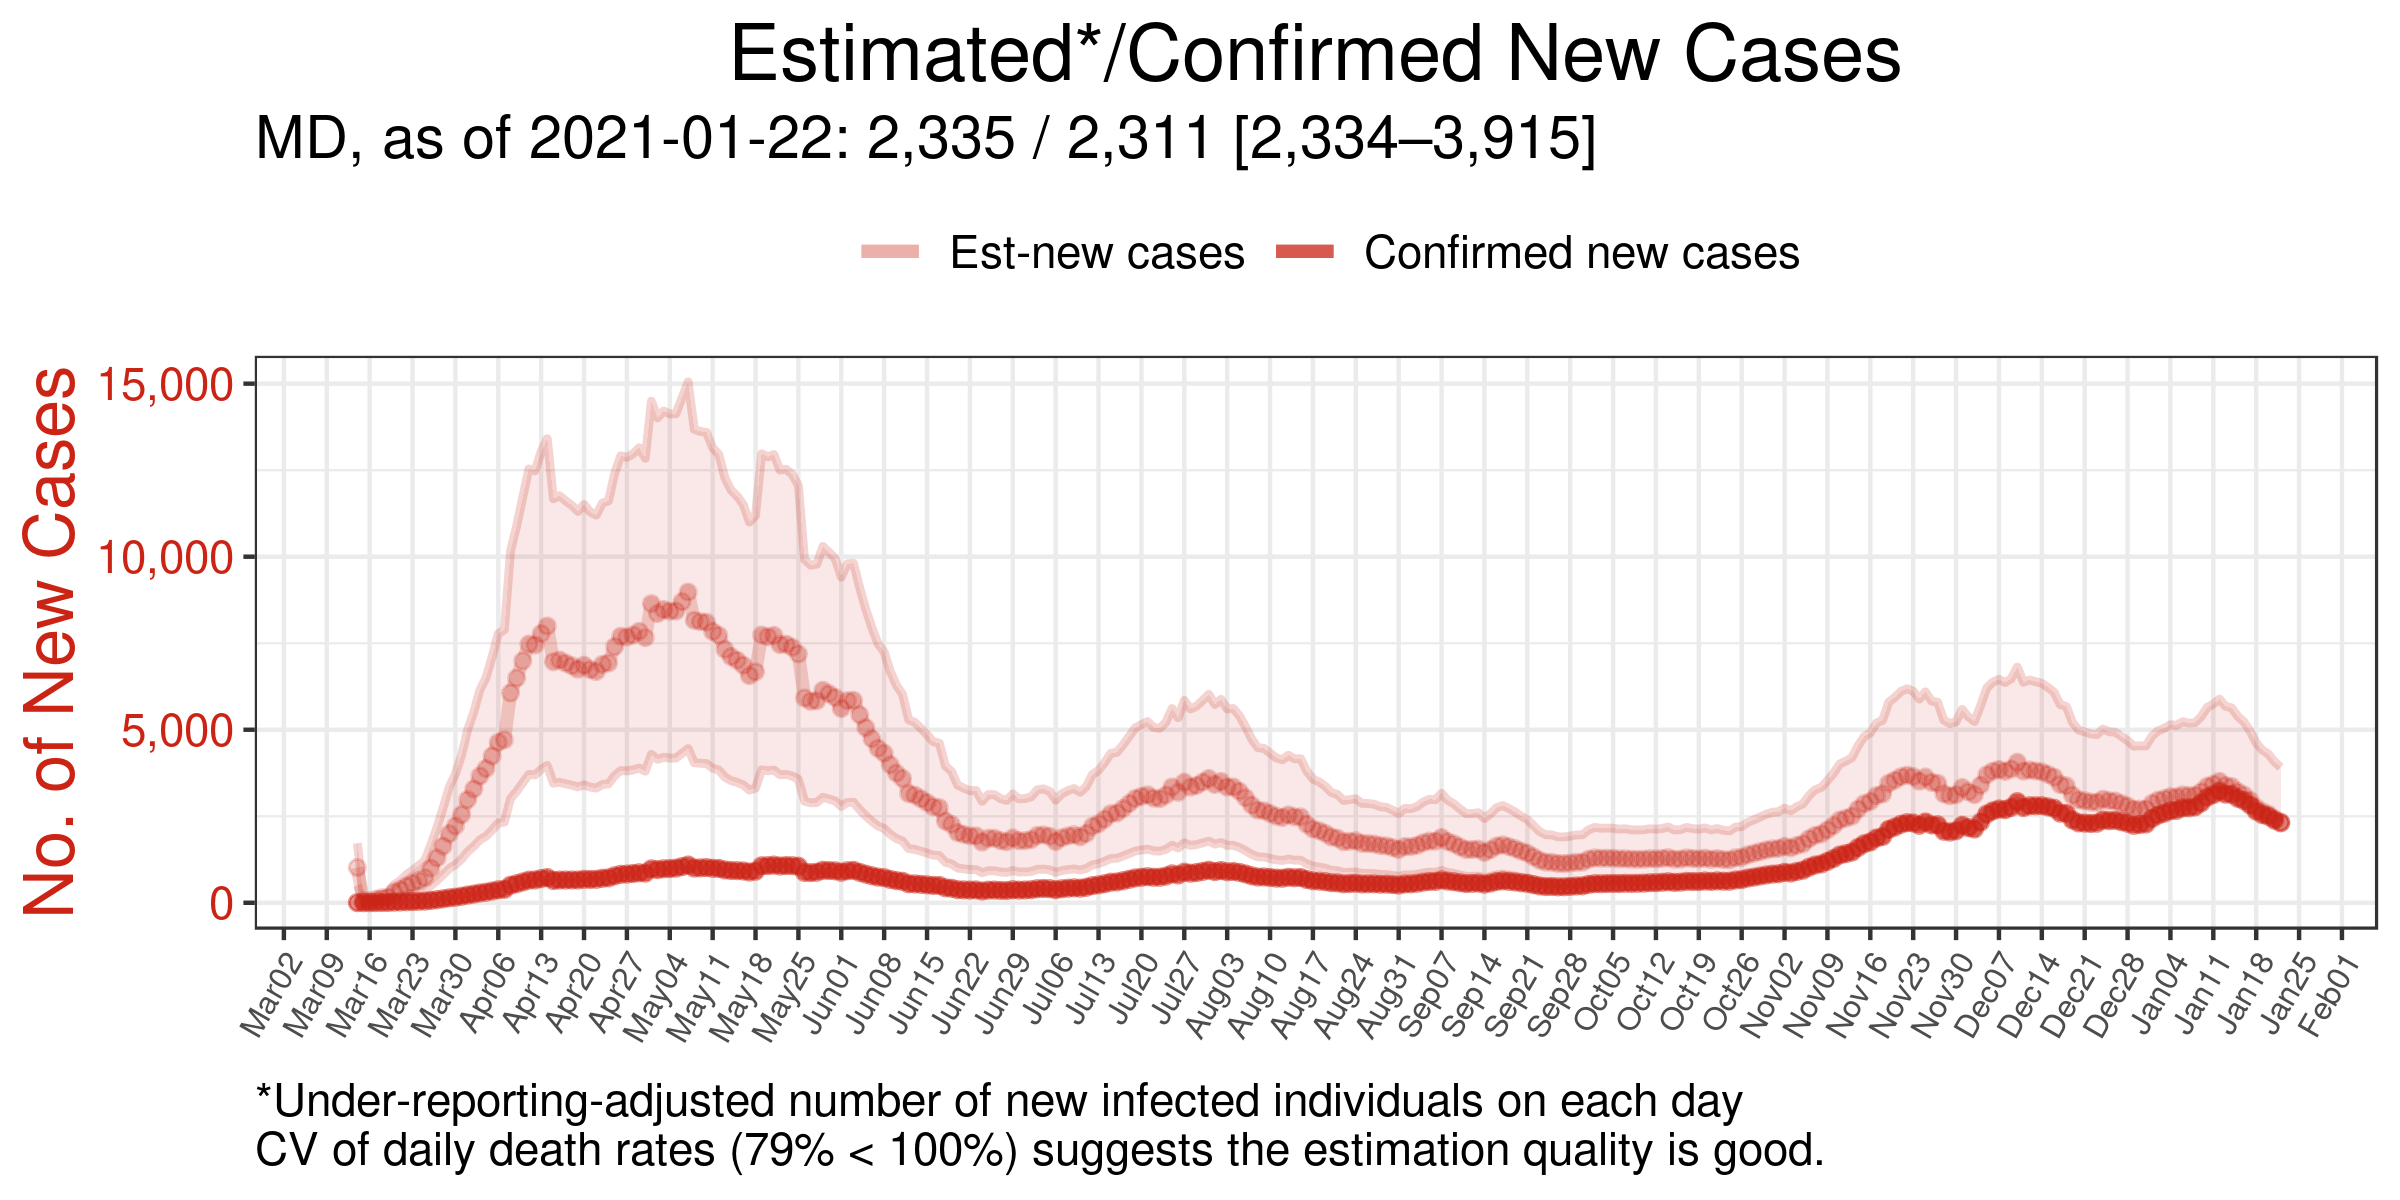 Estimated*/Confirmed New Cases
MD, as of 2021-01-22: 2,335 / 2,311 [2,334–3,915]
Est-new cases Confirmed new cases
No. of New Cases
15,000
10,000
5,000
0
Mar02 Mar09 Mar16 Mar23 Mar30 Apr06 Apr13 Apr20 Apr27 May04 May11 May18 May25 Jun01 Jun08 Jun15 Jun22 Jun29 Jul06 Jul13 Jul20 Jul27 Aug03 Aug10 Aug17 Aug24 Aug31 Sep07 Sep14 Sep21 Sep28 Oct05 Oct12 Oct19 Oct26 Nov02 Nov09 Nov16 Nov23 Nov30 Dec07 Dec14 Dec21 Dec28 Jan04 Jan11 Jan18 Jan25 Feb01
*Under-reporting-adjusted number of new infected individuals on each day
CV of daily death rates (79% < 100%) suggests the estimation quality is good.